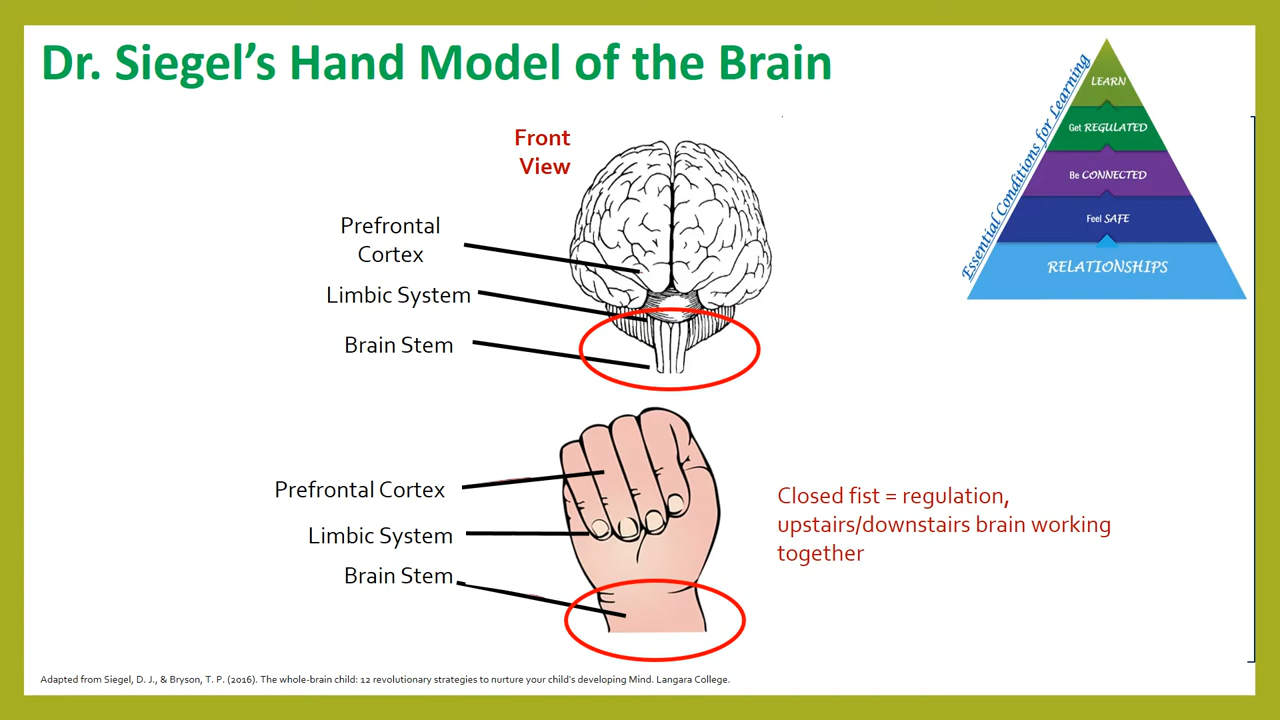 Dr. Siegel's Hand Model of the Brain
Essential Conditions for Learning
LEARN
Get REGULATED
Be CONNECTED
Feel SAFE
RELATIONSHIPS
Front
View
Prefrontal
Cortex
Limbic System
Brain Stem
Prefrontal Cortex
Limbic System
Brain Stem
Closed fist = regulation,
upstairs/downstairs brain working
together
Adapted from Siegel, D. J., & Bryson, T. P. (2016). The whole-brain child: 12 revolutionary strategies to nurture your child's developing Mind. Langara College.